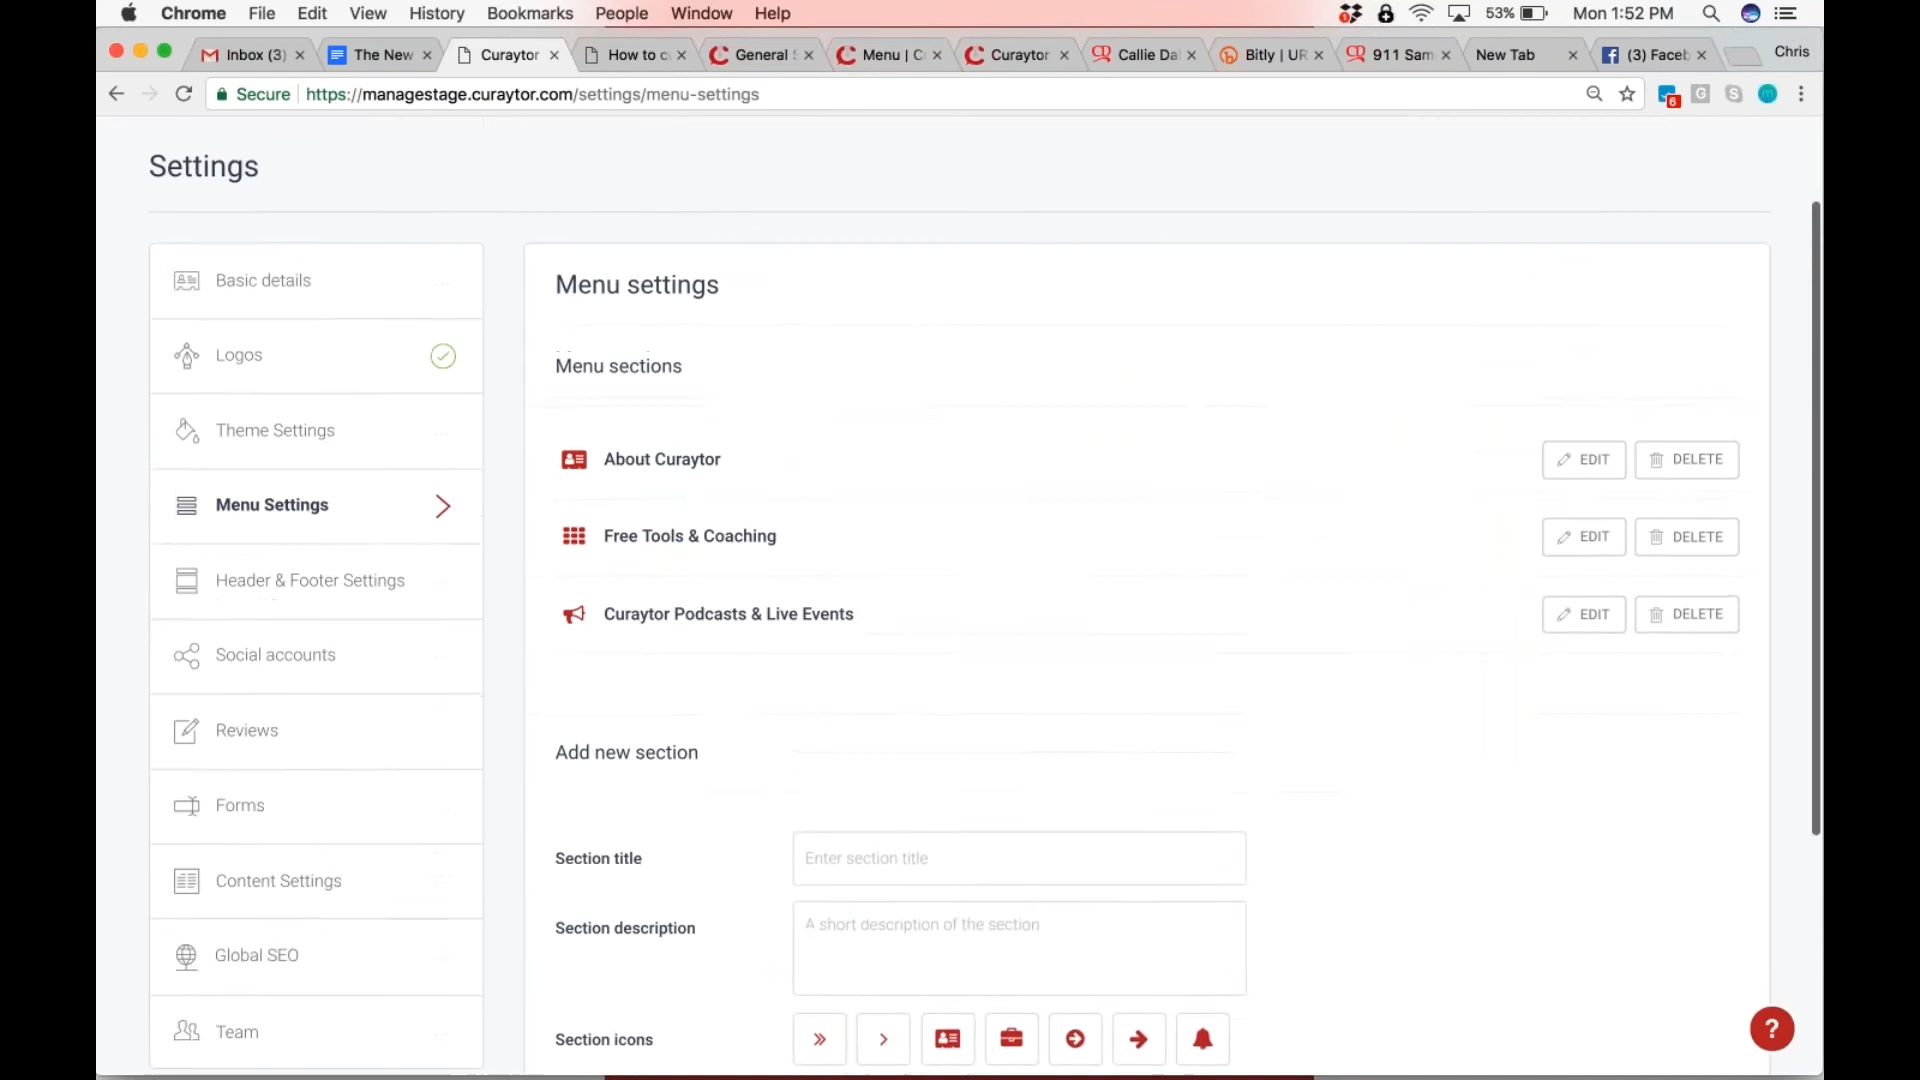 Chrome File Edit View History Bookmarks People Window Help 53% Mon 1:52 PM
Inbox (3) The New Curaytor How to c General S Menu | C Curaytor Callie Da Bitly | UR 911 Sam New Tab (3) Faceb Chris
Secure https://managestage.curaytor.com/settings/menu-settings 6
Settings
Basic details
Logos
Theme Settings
Menu Settings
Header & Footer Settings
Social accounts
Reviews
Forms
Content Settings
Global SEO
Team
Menu settings
Menu sections
About Curaytor EDIT DELETE
Free Tools & Coaching EDIT DELETE
Curaytor Podcasts & Live Events EDIT DELETE
Add new section
Section title Enter section title
Section description A short description of the section
Section icons
?